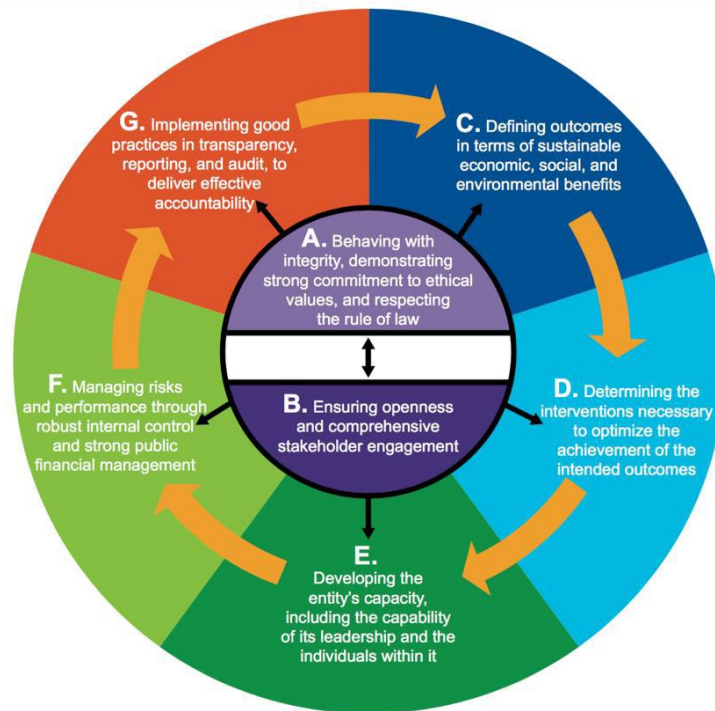 A. Behaving with
integrity, demonstrating
strong commitment to ethical
values, and respecting
the rule of law
B. Ensuring openness
and comprehensive
stakeholder engagement
C. Defining outcomes
in terms of sustainable
economic, social, and
environmental benefits
D. Determining the
interventions necessary
to optimize the
achievement of the
intended outcomes
E.
Developing the
entity's capacity,
including the capability
of its leadership and the
individuals within it
F. Managing risks
and performance through
robust internal control
and strong public
financial management
G. Implementing good
practices in transparency,
reporting, and audit, to
deliver effective
accountability